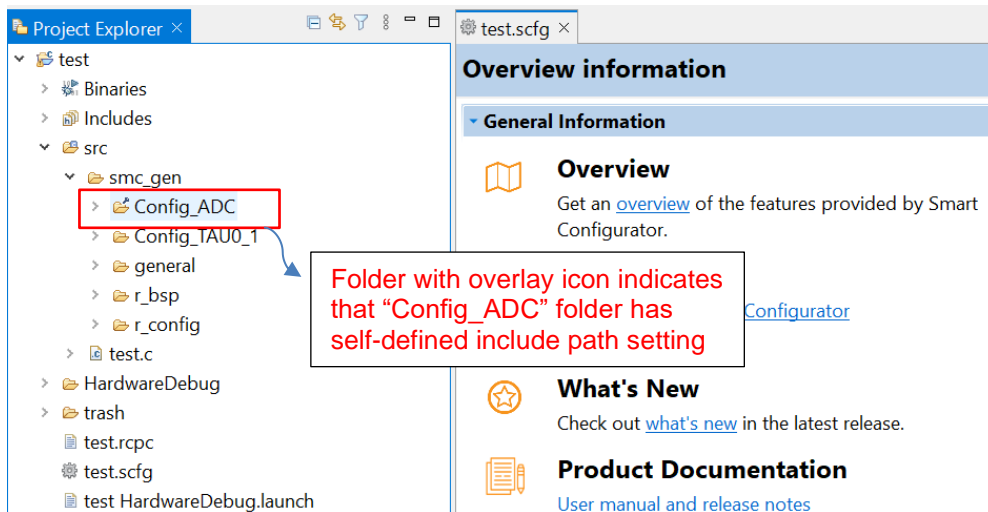 Project Explorer
test
Binaries
Includes
src
smc_gen
Config_ADC
Config_TAU0_1
general
r_bsp
r_config
test.c
HardwareDebug
trash
test.rcpc
test.scfg
test HardwareDebug.launch
test.scfg
Overview information
General Information
Overview
Get an overview of the features provided by Smart
Configurator.
Configurator
Folder with overlay icon indicates
that “Config_ADC” folder has
self-defined include path setting
What's New
Check out what's new in the latest release.
Product Documentation
User manual and release notes